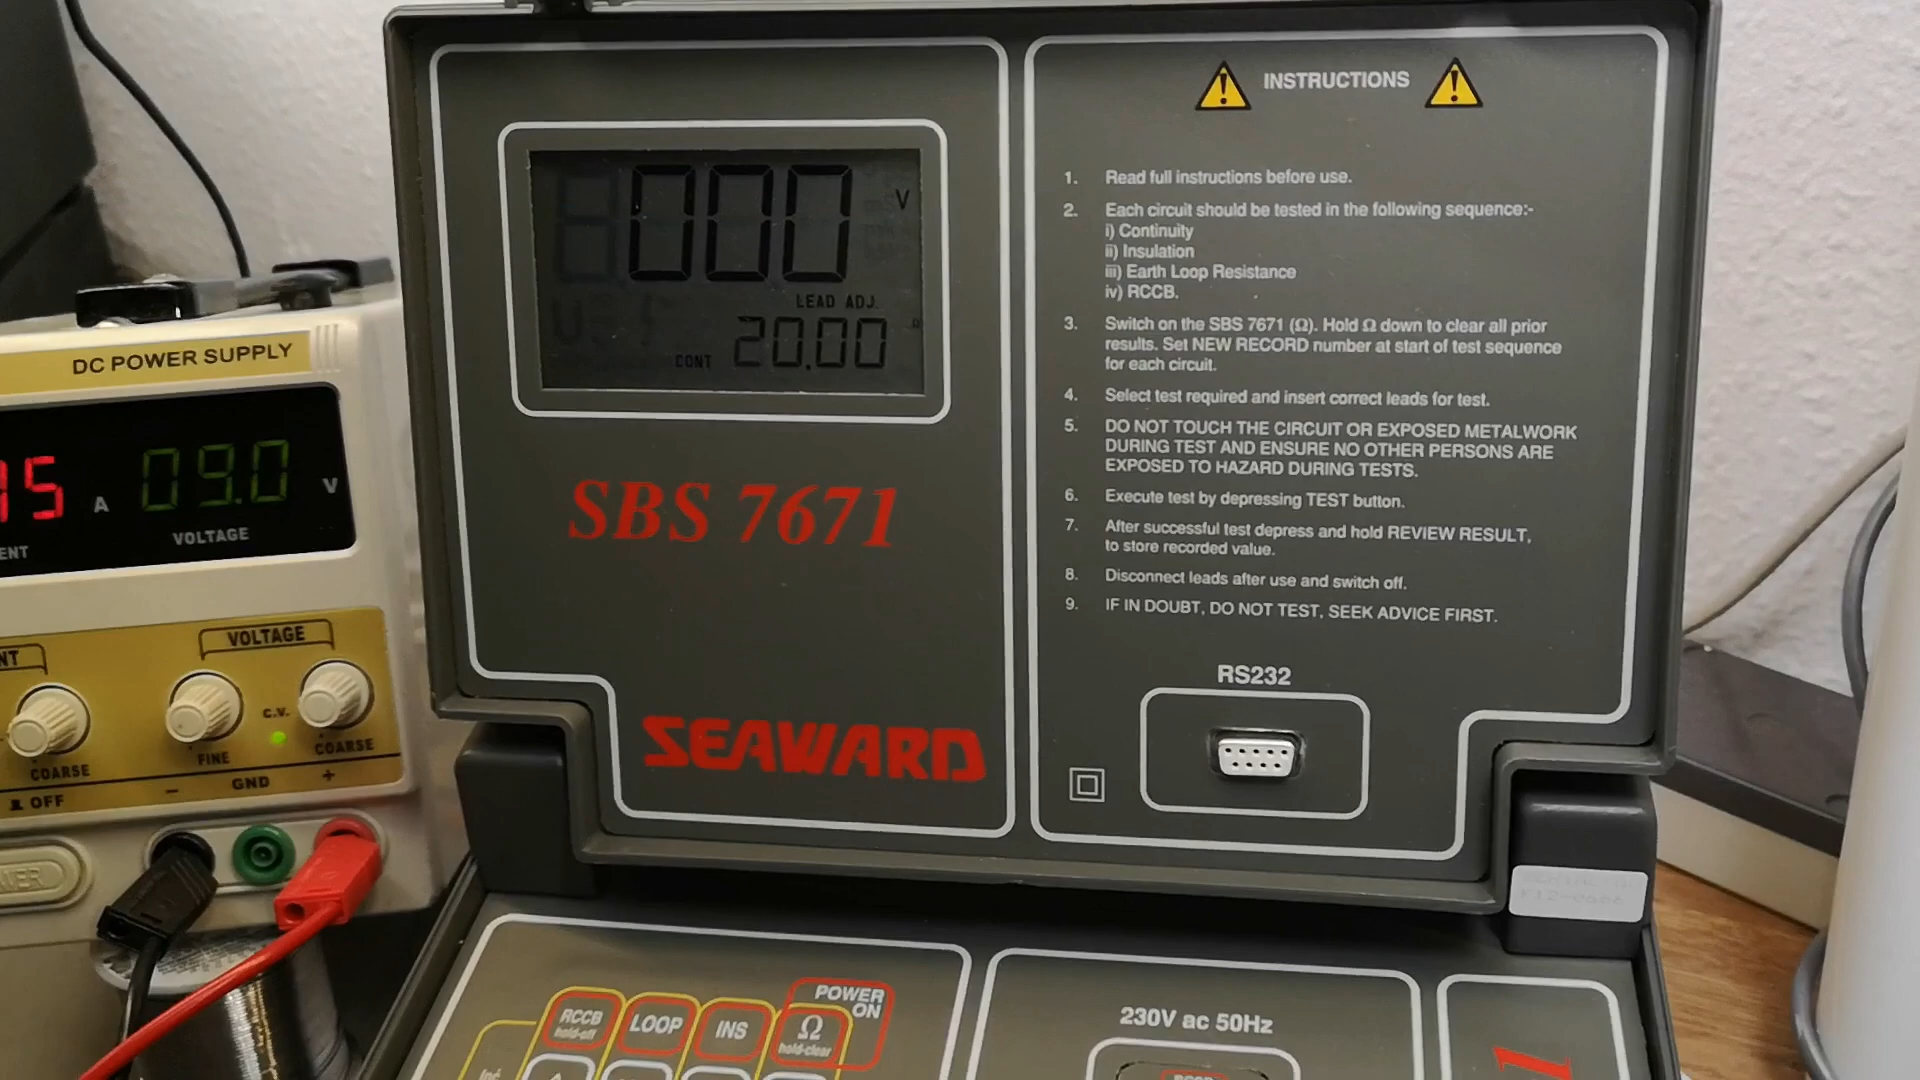 DC POWER SUPPLY
15 A 09.0 V
VOLTAGE
VOLTAGE
C.V.
COARSE
FINE
COARSE
OFF
-
GND
+
000 V
LEAD ADJ.
CONT 20.00
SBS 7671
SEAWARD
INSTRUCTIONS
1. Read full instructions before use.
2. Each circuit should be tested in the following sequence:-
i) Continuity
ii) Insulation
iii) Earth Loop Resistance
iv) RCCB.
3. Switch on the SBS 7671 (Ω). Hold Ω down to clear all prior
results. Set NEW RECORD number at start of test sequence
for each circuit.
4. Select test required and insert correct leads for test.
5. DO NOT TOUCH THE CIRCUIT OR EXPOSED METALWORK
DURING TEST AND ENSURE NO OTHER PERSONS ARE
EXPOSED TO HAZARD DURING TESTS.
6. Execute test by depressing TEST button.
7. After successful test depress and hold REVIEW RESULT,
to store recorded value.
8. Disconnect leads after use and switch off.
9. IF IN DOUBT, DO NOT TEST, SEEK ADVICE FIRST.
RS232
POWER
ON
RCCB
hold-off
LOOP
INS
Ω
hold-clear
230V ac 50Hz